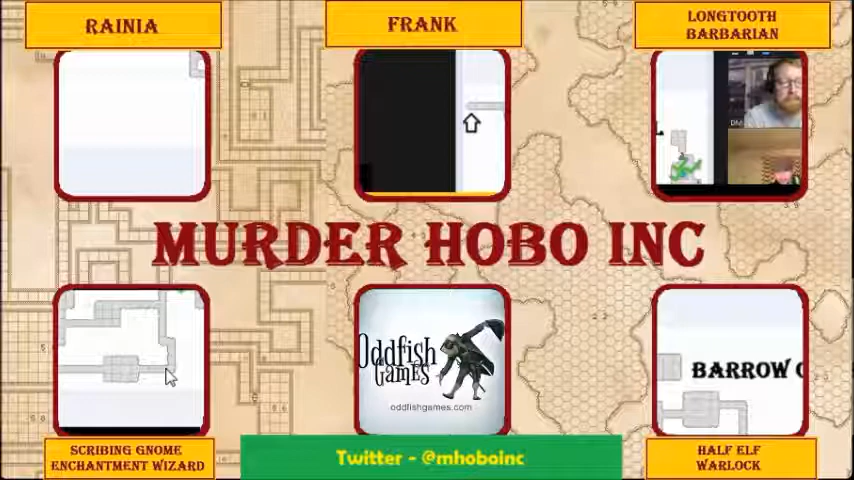 RAINIA
FRANK
LONGTOOTH
BARBARIAN
DM
MURDER HOBO INC
Oddfish
GamES
oddfishgames.com
BARROW
SCRIBING GNOME
ENCHANTMENT WIZARD
Twitter - @mhoboinc
HALF ELF
WARLOCK